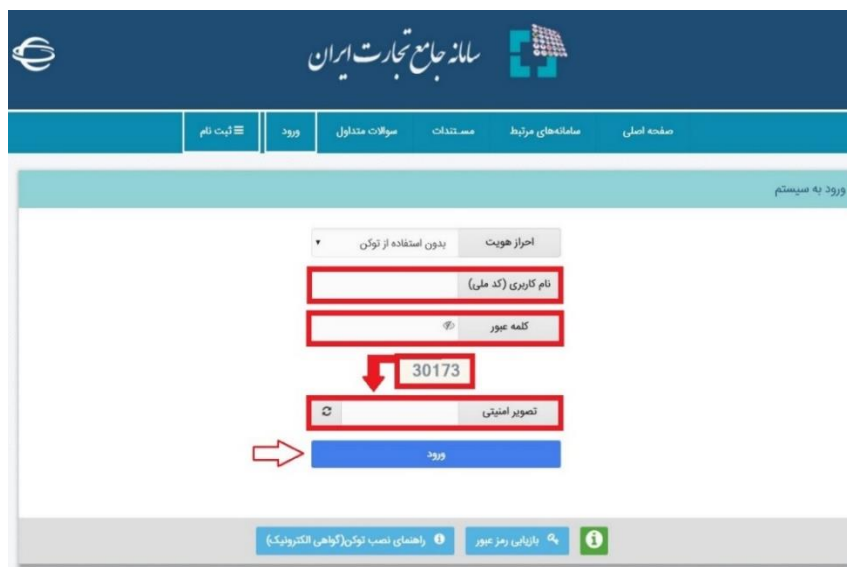 سامانه جامع تجارت ایران
صفحه اصلی
سامانه‌های مرتبط
مستندات
سوالات متداول
ورود
ثبت نام
ورود به سیستم
احراز هویت
بدون استفاده از توکن
نام کاربری (کد ملی)
کلمه عبور
30173
تصویر امنیتی
ورود
بازیابی رمز عبور
راهنمای نصب توکن(گواهی الکترونیک)